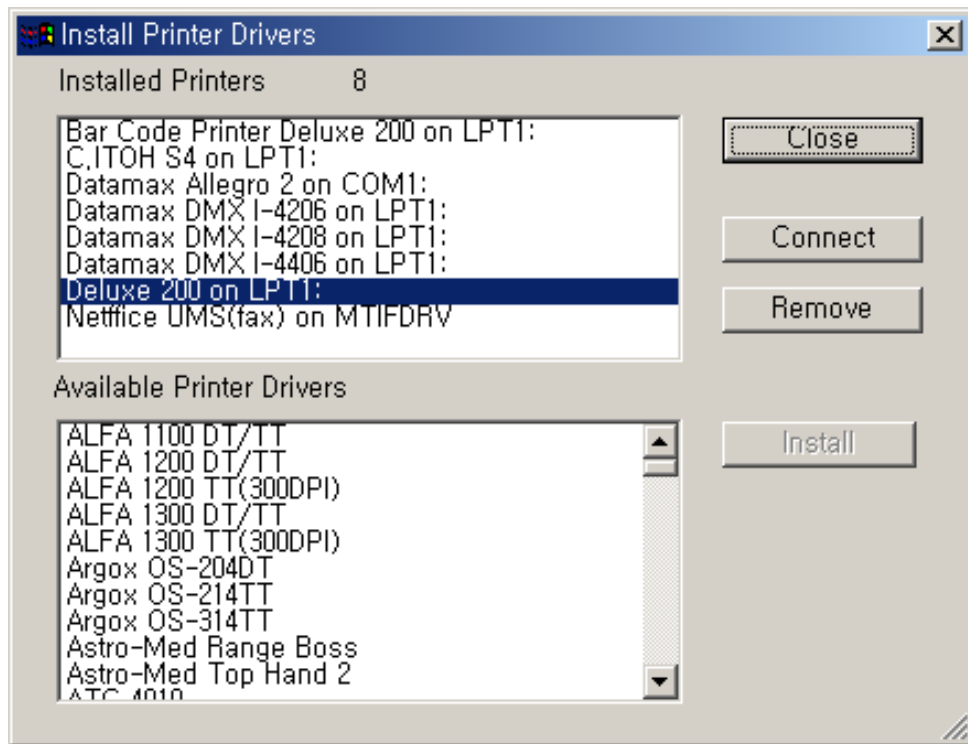 Install Printer Drivers
Installed Printers 8
Bar Code Printer Deluxe 200 on LPT1:
C.ITOH S4 on LPT1:
Datamax Allegro 2 on COM1:
Datamax DMX I-4206 on LPT1:
Datamax DMX I-4208 on LPT1:
Datamax DMX I-4406 on LPT1:
Deluxe 200 on LPT1:
Netffice UMS(fax) on MTIFDRV
Close
Connect
Remove
Available Printer Drivers
ALFA 1100 DT/TT
ALFA 1200 DT/TT
ALFA 1200 TT(300DPI)
ALFA 1300 DT/TT
ALFA 1300 TT(300DPI)
Argox OS-204DT
Argox OS-214TT
Argox OS-314TT
Astro-Med Range Boss
Astro-Med Top Hand 2
Install